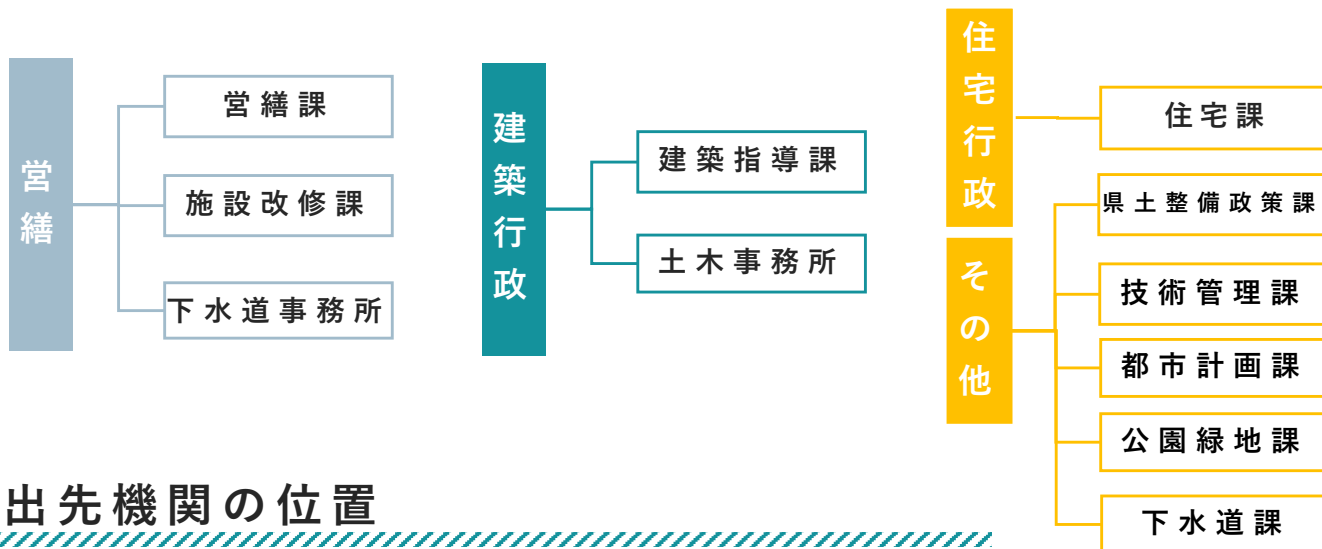 営繕
営繕課
施設改修課
下水道事務所
建築行政
建築指導課
土木事務所
住宅行政
住宅課
その他
県土整備政策課
技術管理課
都市計画課
公園緑地課
下水道課
出先機関の位置